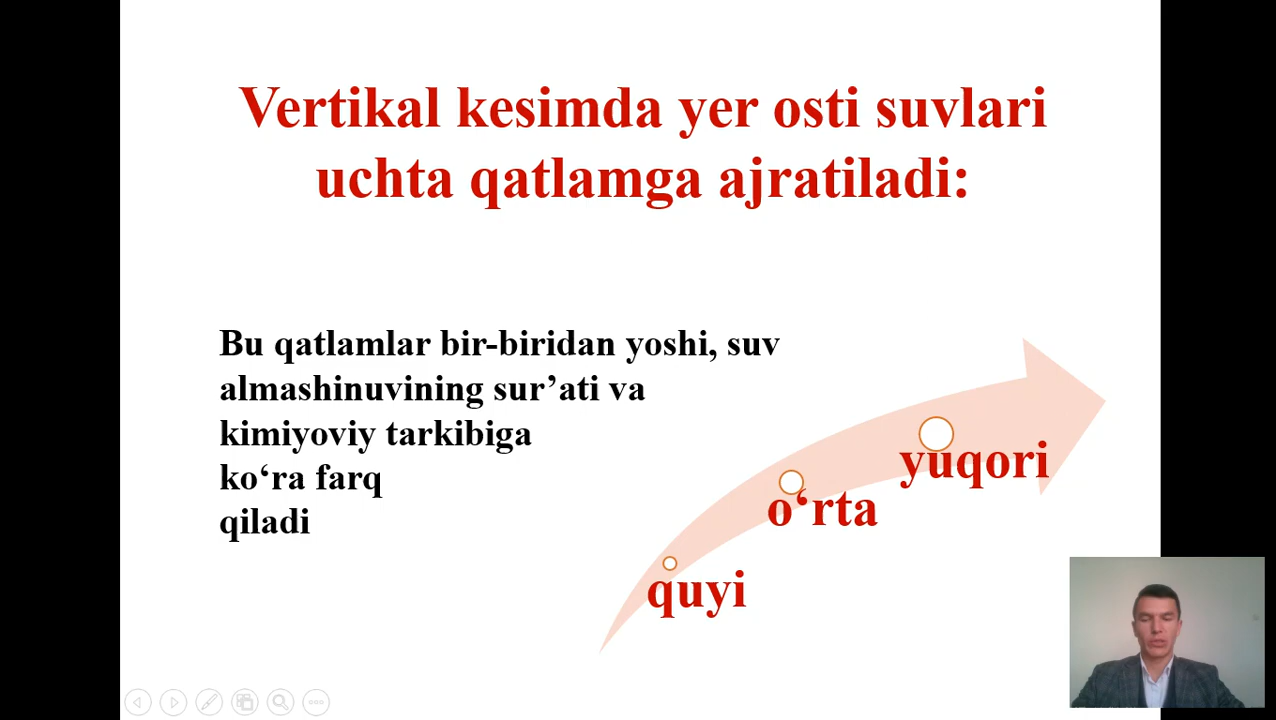 Vertikal kesimda yer osti suvlari
uchta qatlamga ajratiladi:
Bu qatlamlar bir-biridan yoshi, suv
almashinuvining sur’ati va
kimiyoviy tarkibiga
ko‘ra farq
qiladi
yuqori
o‘rta
quyi